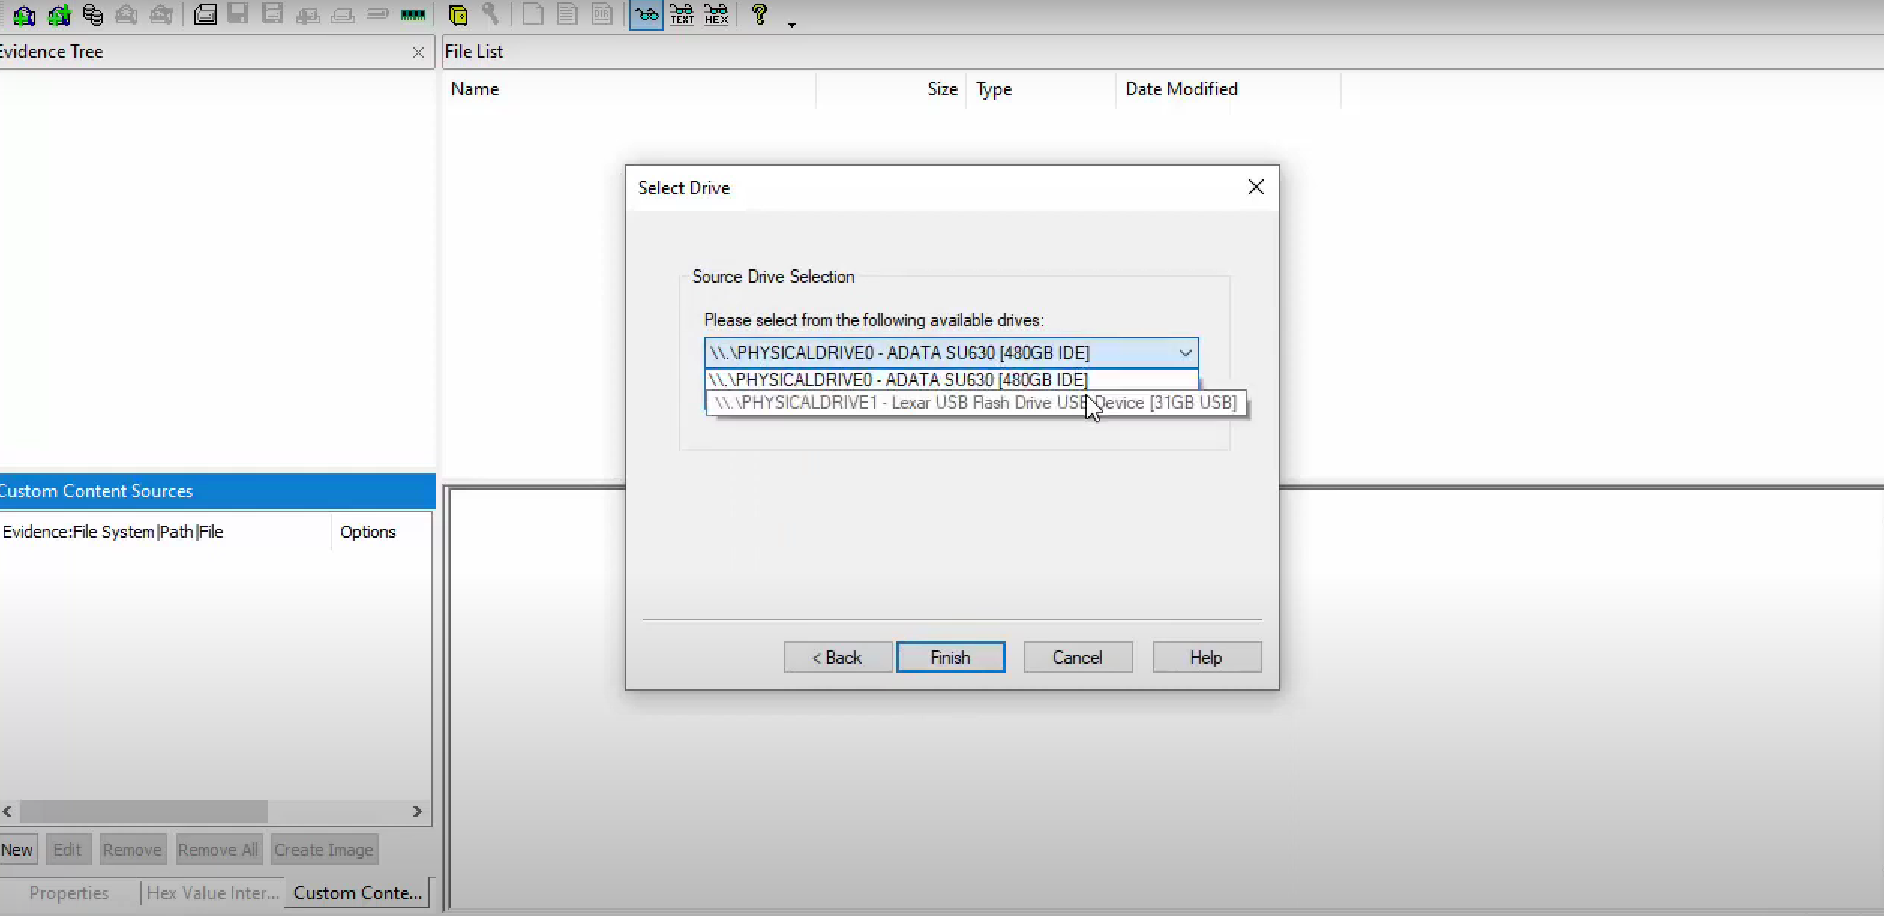 TEXT HEX
DIR
Evidence Tree
File List
Name Size Type Date Modified
Select Drive
Source Drive Selection
Please select from the following available drives:
\\.\PHYSICALDRIVE0 - ADATA SU630 [480GB IDE]
\\.\PHYSICALDRIVE0 - ADATA SU630 [480GB IDE]
\\.\PHYSICALDRIVE1 - Lexar USB Flash Drive USB Device [31GB USB]
Custom Content Sources
Evidence:File System|Path|File Options
< Back Finish Cancel Help
New Edit Remove Remove All Create Image
Properties Hex Value Inter... Custom Conte...